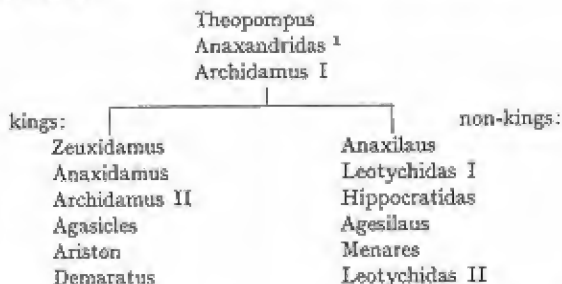 Theopompus
Anaxandridas ¹
Archidamus I
kings:
non-kings:
Zeuxidamus
Anaxilaus
Anaxidamus
Leotychidas I
Archidamus II
Hippocratidas
Agasicles
Agesilaus
Ariston
Menares
Demaratus
Leotychidas II